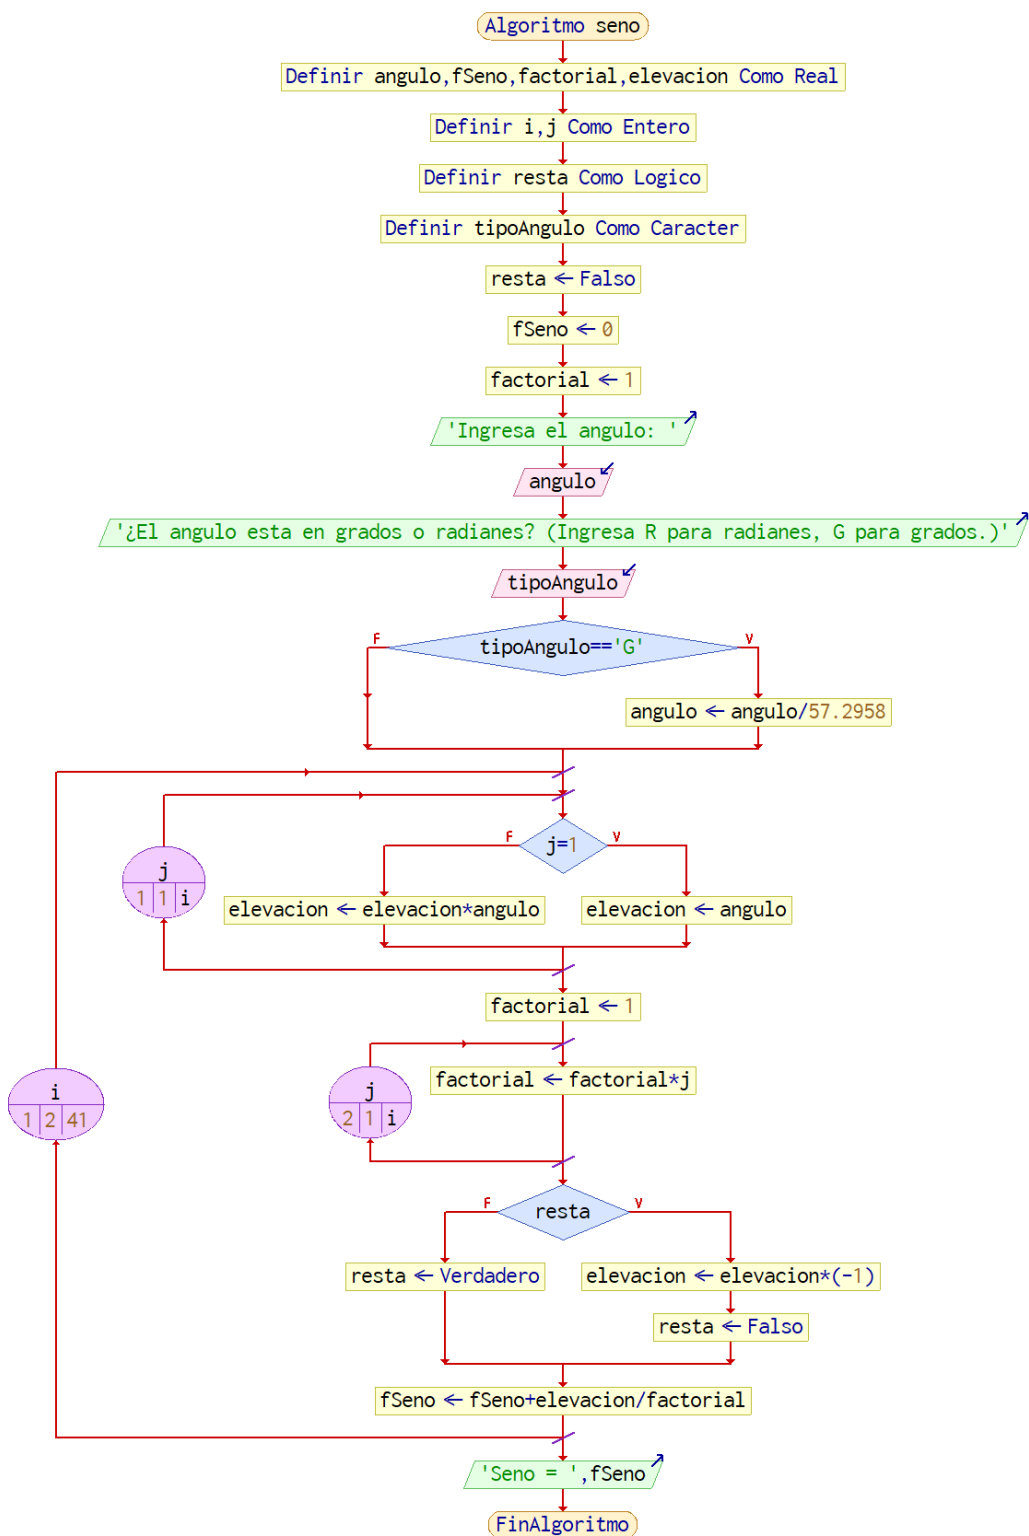 Algoritmo seno
Definir angulo,fSeno,factorial,elevacion Como Real
Definir i,j Como Entero
Definir resta Como Logico
Definir tipoAngulo Como Caracter
resta ← Falso
fSeno ← 0
factorial ← 1
'Ingresa el angulo: '
angulo
'¿El angulo esta en grados o radianes? (Ingresa R para radianes, G para grados.)'
tipoAngulo
F
tipoAngulo=='G'
V
angulo ← angulo/57.2958
F
j=1
V
j
1 1 i
elevacion ← elevacion*angulo
elevacion ← angulo
factorial ← 1
i
1 2 41
j
2 1 i
factorial ← factorial*j
F
resta
V
resta ← Verdadero
elevacion ← elevacion*(-1)
resta ← Falso
fSeno ← fSeno+elevacion/factorial
'Seno = ',fSeno
FinAlgoritmo